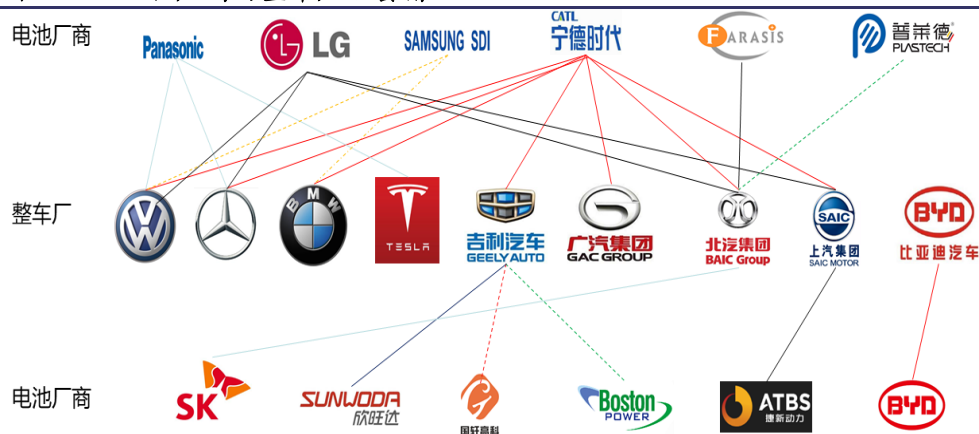 电池厂商
Panasonic
LG
SAMSUNG SDI
CATL
宁德时代
FARASIS
普莱德
PLASTECH
整车厂
BMW
TESLA
吉利汽车
GEELY AUTO
广汽集团
GAC GROUP
北汽集团
BAIC Group
SAIC
上汽集团
SAIC MOTOR
BYD
比亚迪汽车
电池厂商
SK
SUNWODA
欣旺达
国轩高科
Boston
POWER
ATBS
捷新动力
BYD